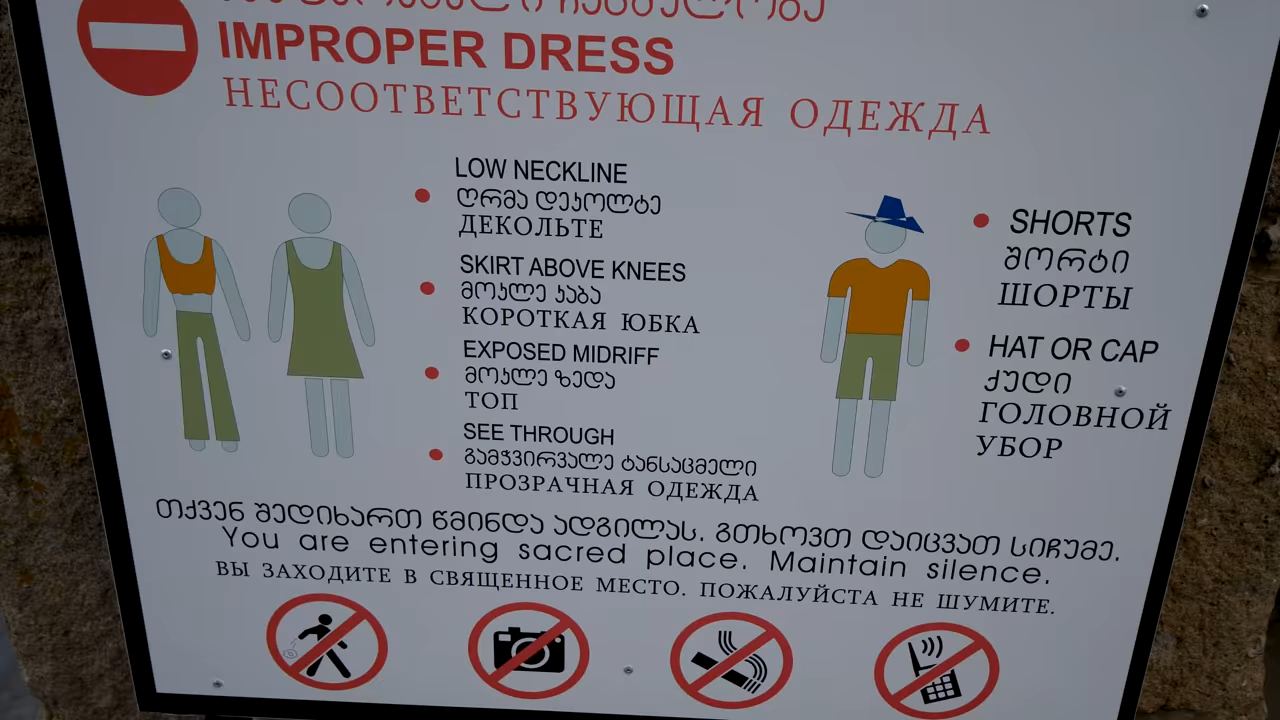 IMPROPER DRESS
НЕСООТВЕТСТВУЮЩАЯ ОДЕЖДА
LOW NECKLINE
ღრმა დეკოლტე
ДЕКОЛЬТЕ
SKIRT ABOVE KNEES
მოკლე კაბა
КОРОТКАЯ ЮБКА
EXPOSED MIDRIFF
მოკლე ზედა
ТОП
SEE THROUGH
გამჭვირვალე ტანსაცმელი
ПРОЗРАЧНАЯ ОДЕЖДА
SHORTS
შორტი
ШОРТЫ
HAT OR CAP
ქუდი
ГОЛОВНОЙ
УБОР
თქვენ შედიხართ წმინდა ადგილას. გთხოვთ დაიცვათ სიჩუმე.
You are entering sacred place. Maintain silence.
ВЫ ЗАХОДИТЕ В СВЯЩЕННОЕ МЕСТО. ПОЖАЛУЙСТА НЕ ШУМИТЕ.